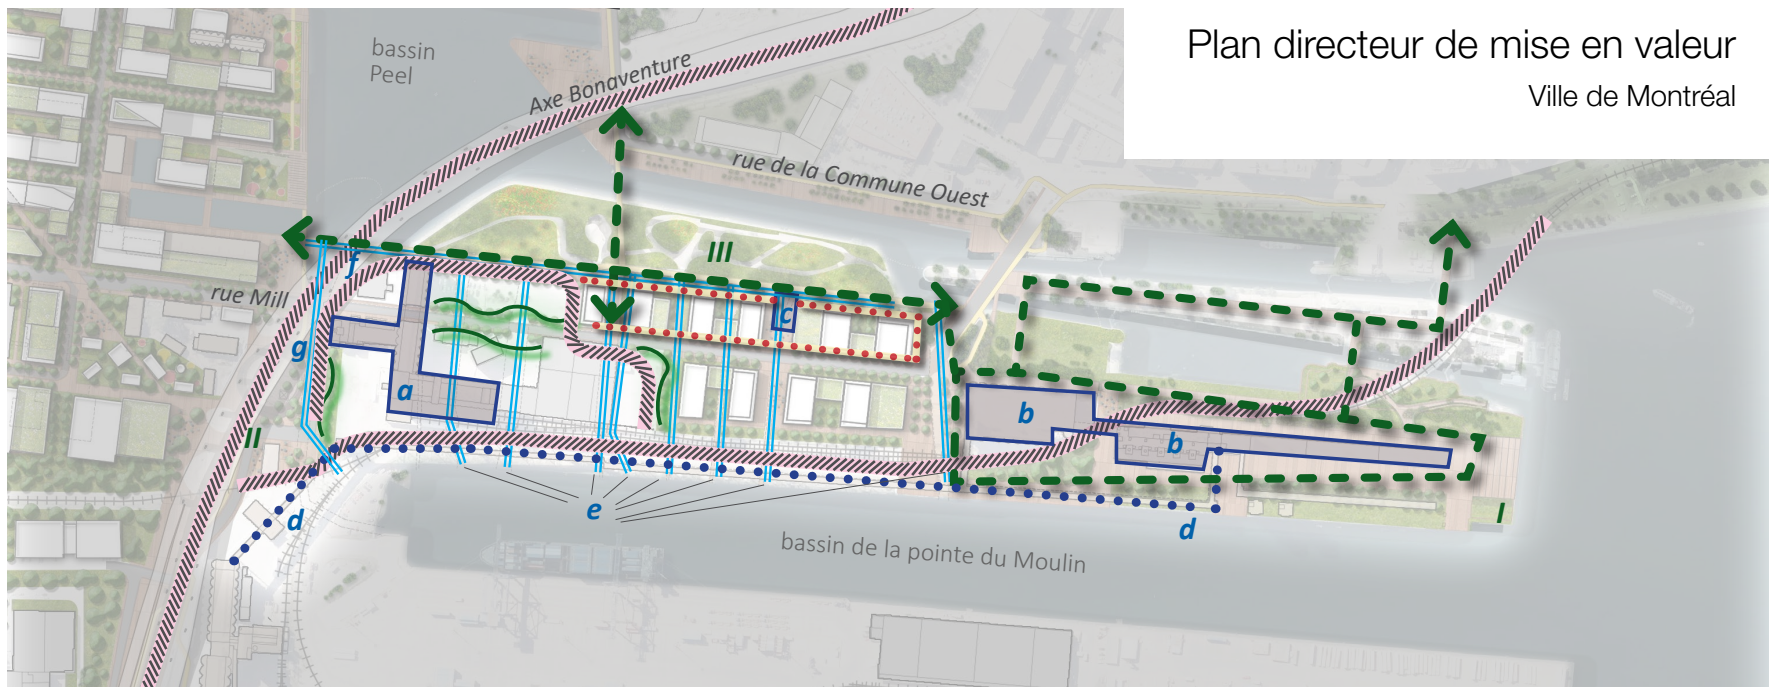 Plan directeur de mise en valeur
Ville de Montréal
bassin
Peel
Axe Bonaventure
rue de la Commune Ouest
III
f
rue Mill
c
g
a
b
b
II
e
d
d
I
bassin de la pointe du Moulin